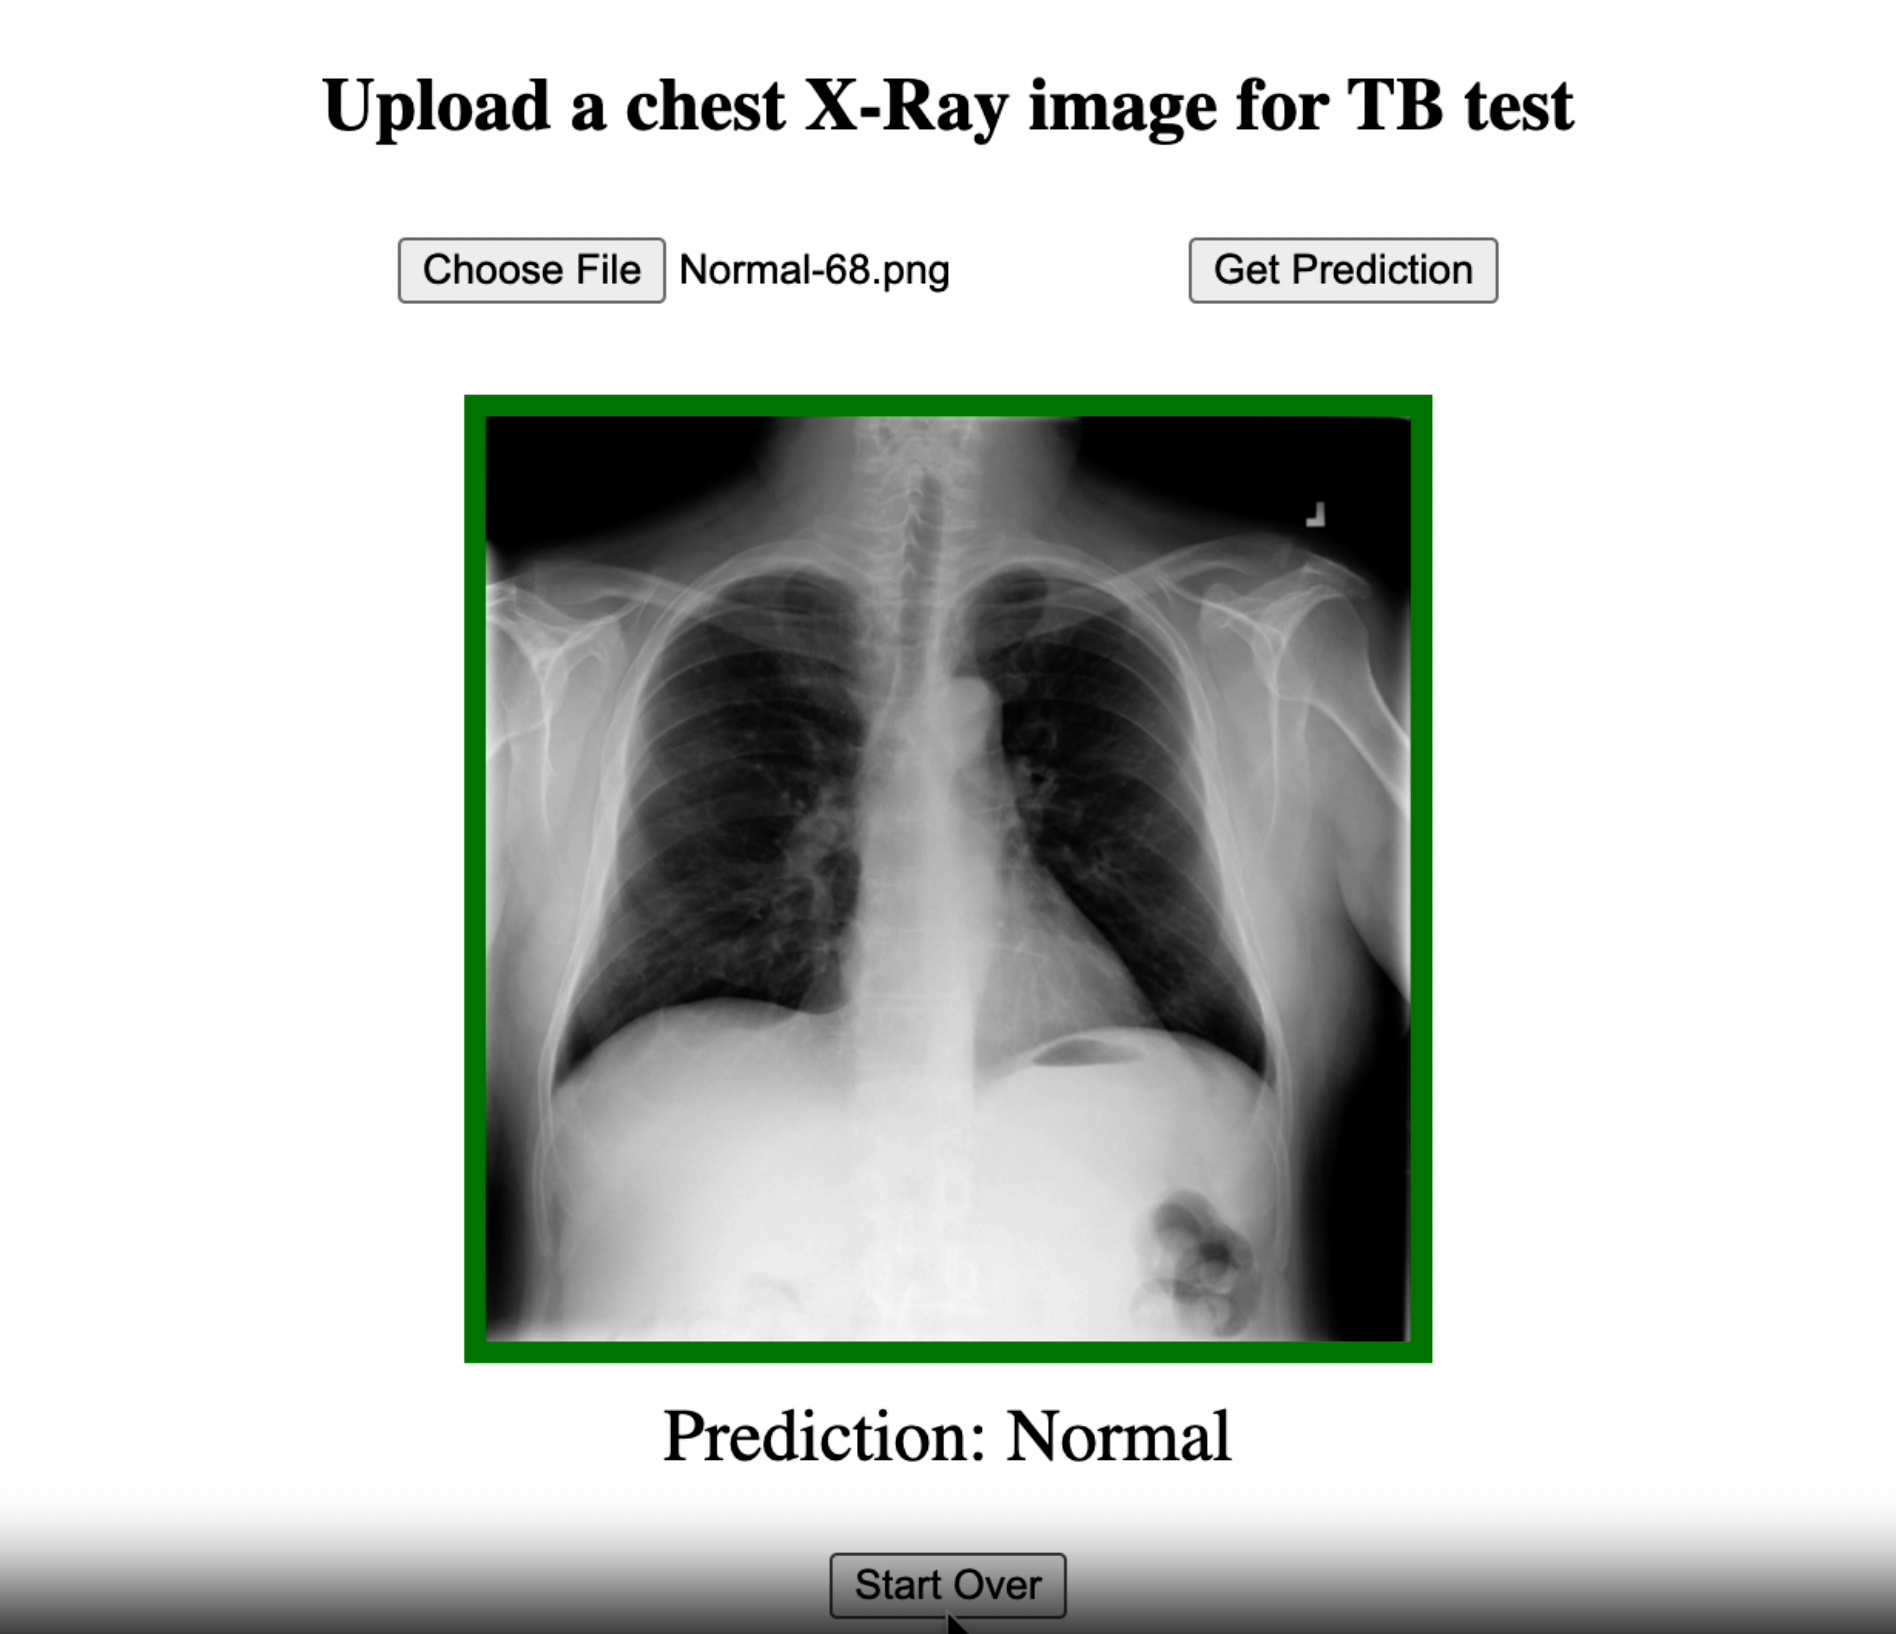 Upload a chest X-Ray image for TB test
Choose File Normal-68.png Get Prediction
Prediction: Normal
Start Over